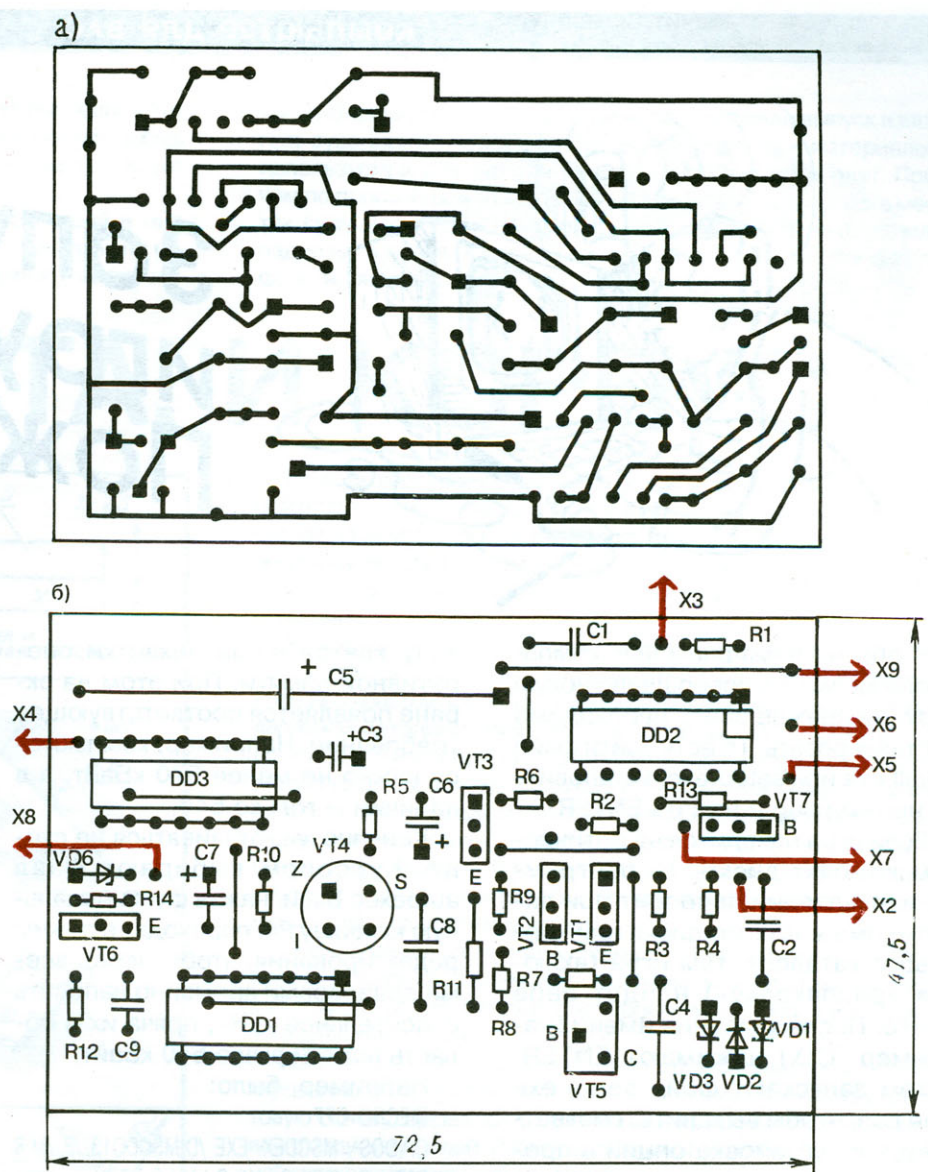 а)
б)
X3
C1
R1
X9
C5
X4
C3
X6
DD2
DD3
X5
VT3
R5
C6
R6
R2
R13
VT7
B
X8
X7
VD6
C7
R10
Z
VT4
S
E
R9
X2
R14
VT2
VT1
R3
R4
C2
E
VT6
I
C8
B
E
R11
R7
DD1
C4
VD1
R8
B
R12
C9
C
VT5
VD3
VD2
47,5
72,5